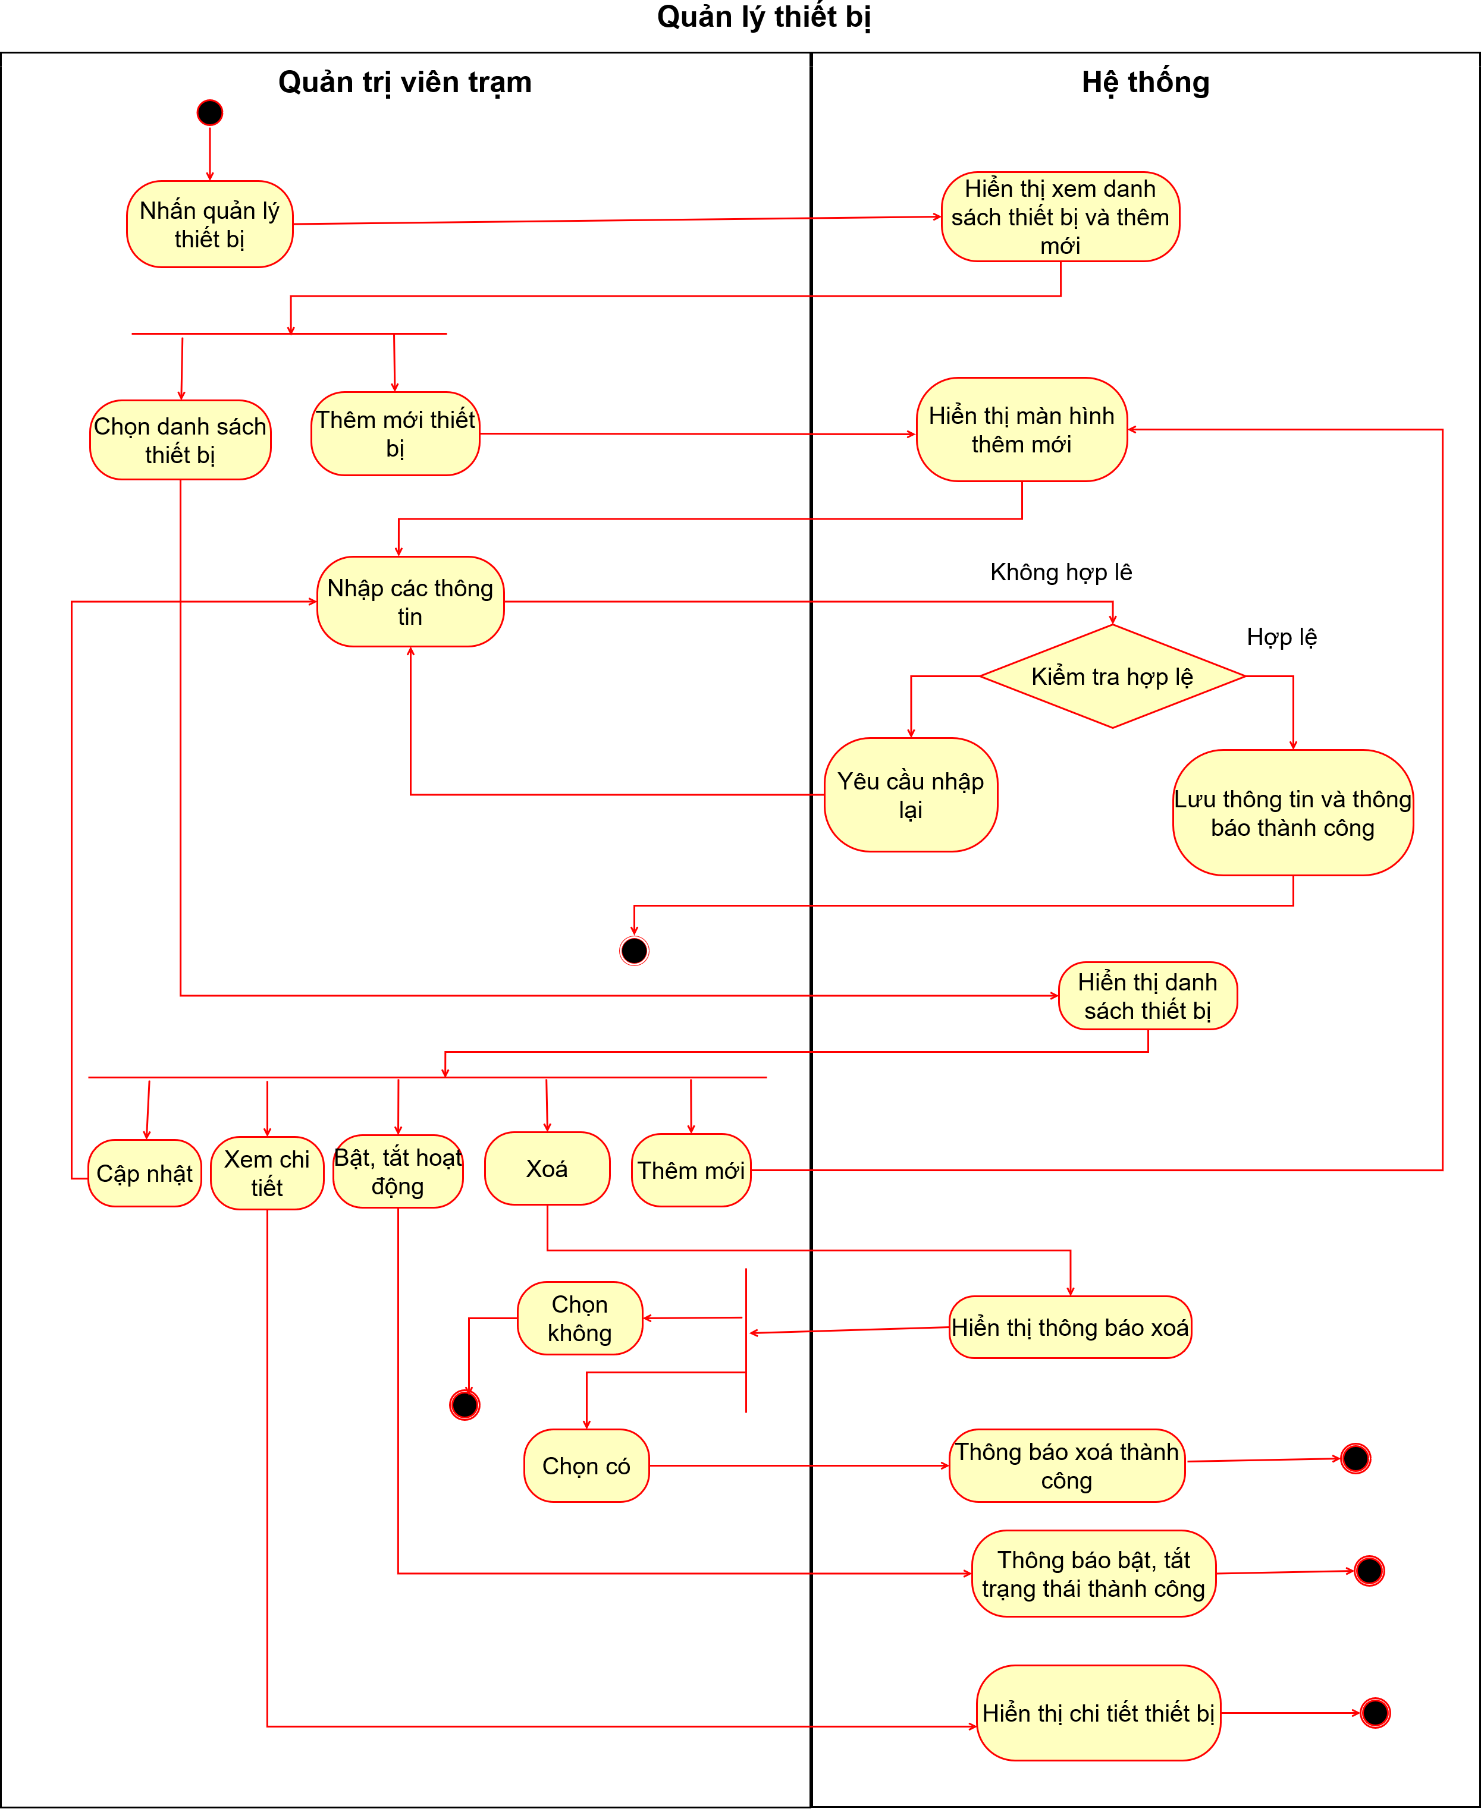 Quản lý thiết bị
Quản trị viên trạm
Hệ thống
Nhấn quản lý
thiết bị
Hiển thị xem danh
sách thiết bị và thêm
mới
Chọn danh sách
thiết bị
Thêm mới thiết
bị
Hiển thị màn hình
thêm mới
Nhập các thông
tin
Không hợp lê
Hợp lệ
Kiểm tra hợp lệ
Yêu cầu nhập
lại
Lưu thông tin và thông
báo thành công
Hiển thị danh
sách thiết bị
Cập nhật
Xem chi
tiết
Bật, tắt hoạt
động
Xoá
Thêm mới
Chọn
không
Hiển thị thông báo xoá
Chọn có
Thông báo xoá thành
công
Thông báo bật, tắt
trạng thái thành công
Hiển thị chi tiết thiết bị